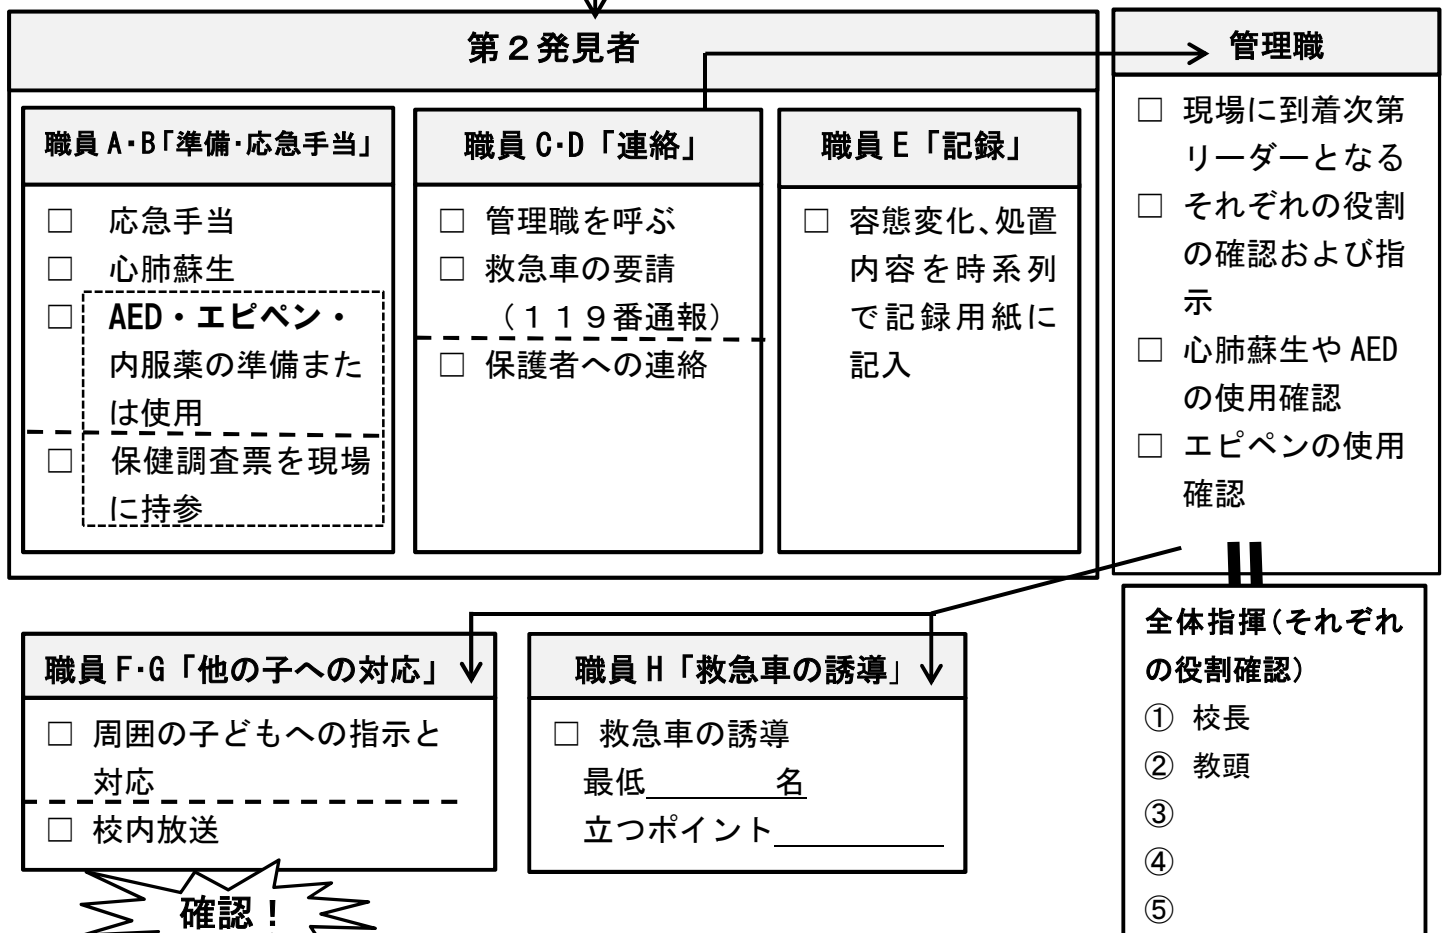 第２発見者
職員 A・B「準備・応急手当」
□ 応急手当
□ 心肺蘇生
□ AED・エピペン・
内服薬の準備また
は使用
□ 保健調査票を現場
に持参
職員 C・D「連絡」
□ 管理職を呼ぶ
□ 救急車の要請
（１１９番通報）
□ 保護者への連絡
職員 E「記録」
□ 容態変化、処置
内容を時系列
で記録用紙に
記入
管理職
□ 現場に到着次第
リーダーとなる
□ それぞれの役割
の確認および指
示
□ 心肺蘇生や AED
の使用確認
□ エピペンの使用
確認
職員 F・G「他の子への対応」
□ 周囲の子どもへの指示と
対応
□ 校内放送
職員 H「救急車の誘導」
□ 救急車の誘導
最低＿＿＿＿名
立つポイント＿＿＿＿＿
全体指揮（それぞれ
の役割確認）
① 校長
② 教頭
③
④
⑤
確認！